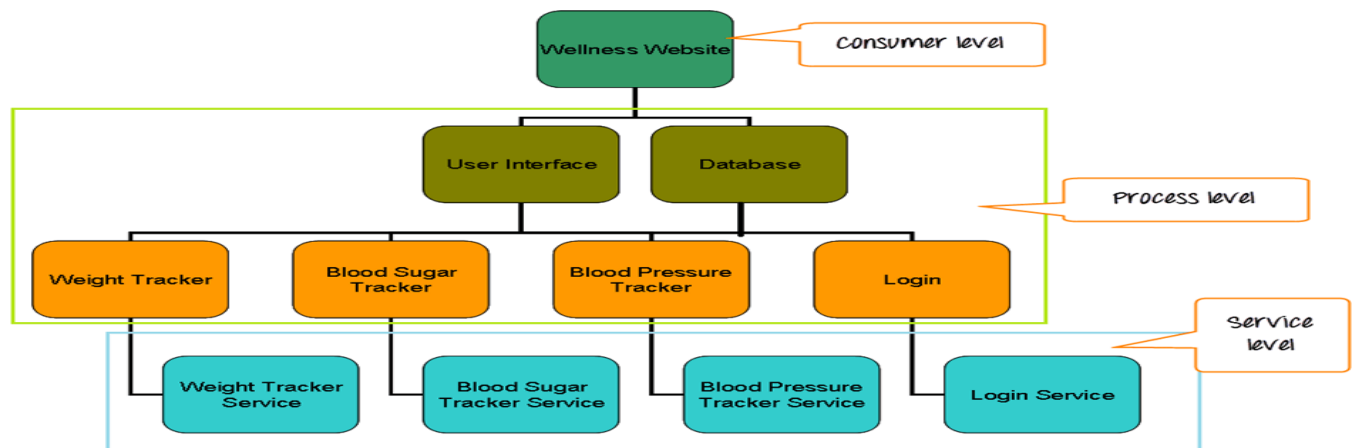 Wellness Website
consumer level
User Interface
Database
Process level
Weight Tracker
Blood Sugar
Tracker
Blood Pressure
Tracker
Login
Service
level
Weight Tracker
Service
Blood Sugar
Tracker Service
Blood Pressure
Tracker Service
Login Service